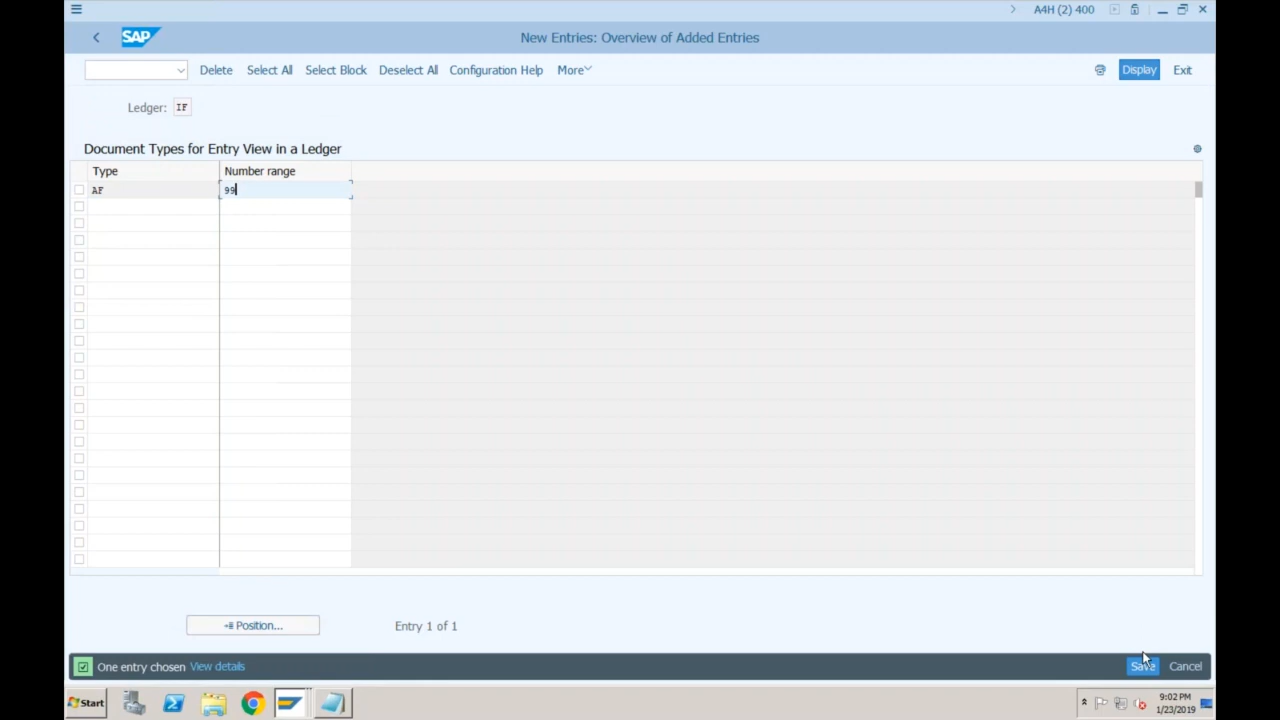 A4H (2) 400
SAP
New Entries: Overview of Added Entries
Delete Select All Select Block Deselect All Configuration Help More Display Exit
Ledger: IF
Document Types for Entry View in a Ledger
Type Number range
AF 99
Position... Entry 1 of 1
One entry chosen View details Save Cancel
Start
9:02 PM
1/23/2019